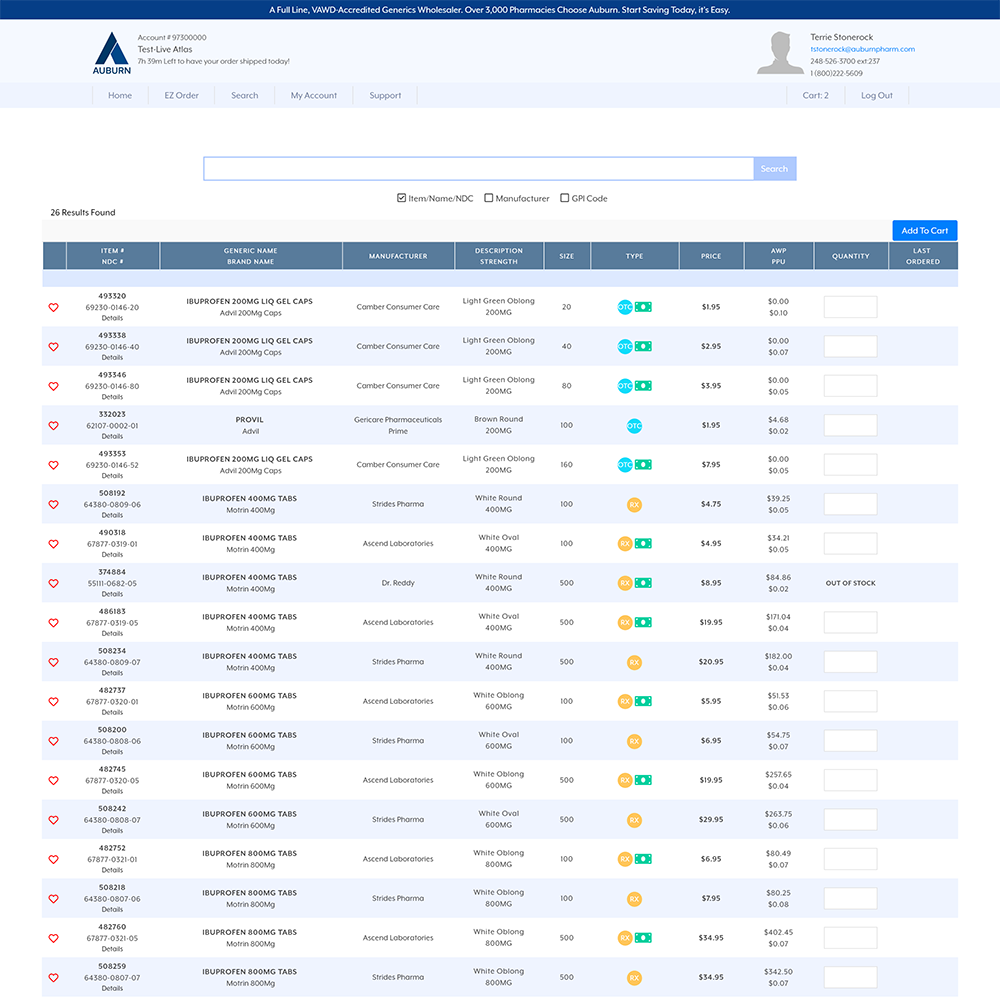 A Full Line, VAWD-Accredited Generics Wholesaler. Over 3,000 Pharmacies Choose Auburn. Start Saving Today, it's Easy.
AUBURN
Account # 97300000
Test-Live Atlas
7h 39m Left to have your order shipped today!
Terrie Stonerock
tstonerock@auburnpharm.com
248-526-3700 ext:237
1 (800)222-5609
Home EZ Order Search My Account Support Cart: 2 Log Out
Search
Item/Name/NDC Manufacturer GPI Code
26 Results Found
Add To Cart
ITEM # GENERIC NAME MANUFACTURER DESCRIPTION SIZE TYPE PRICE AWP QUANTITY LAST
NDC # BRAND NAME STRENGTH PPU ORDERED
493320 IBUPROFEN 200MG LIQ GEL CAPS Light Green Oblong $0.00
69230-0146-20 Advil 200Mg Caps Camber Consumer Care 200MG 20 OTC $1.95 $0.10
Details
493338 IBUPROFEN 200MG LIQ GEL CAPS Light Green Oblong $0.00
69230-0146-40 Advil 200Mg Caps Camber Consumer Care 200MG 40 OTC $2.95 $0.07
Details
493346 IBUPROFEN 200MG LIQ GEL CAPS Light Green Oblong $0.00
69230-0146-80 Advil 200Mg Caps Camber Consumer Care 200MG 80 OTC $3.95 $0.05
Details
332023 PROVIL Gericare Pharmaceuticals Brown Round $4.68
62107-0002-01 Advil Prime 200MG 100 OTC $1.95 $0.02
Details
493353 IBUPROFEN 200MG LIQ GEL CAPS Light Green Oblong $0.00
69230-0146-52 Advil 200Mg Caps Camber Consumer Care 200MG 160 OTC $7.95 $0.05
Details
508192 IBUPROFEN 400MG TABS White Round $39.25
64380-0809-06 Motrin 400MG Strides Pharma 400MG 100 RX $4.75 $0.05
Details
490318 IBUPROFEN 400MG TABS White Oval $34.21
67877-0319-01 Motrin 400Mg Ascend Laboratories 400MG 100 RX $4.95 $0.05
Details
374884 IBUPROFEN 400MG TABS White Round $84.86
55111-0682-05 Motrin 400Mg Dr. Reddy 400MG 500 RX $8.95 $0.02 OUT OF STOCK
Details
486183 IBUPROFEN 400MG TABS White Oval $171.04
67877-0319-05 Motrin 400Mg Ascend Laboratories 400MG 500 RX $19.95 $0.04
Details
508234 IBUPROFEN 400MG TABS White Round $182.00
64380-0809-07 Motrin 400Mg Strides Pharma 400MG 500 RX $20.95 $0.04
Details
482737 IBUPROFEN 600MG TABS White Oblong $51.53
67877-0320-01 Motrin 600Mg Ascend Laboratories 600MG 100 RX $5.95 $0.06
Details
508200 IBUPROFEN 600MG TABS White Oval $54.75
64380-0808-06 Motrin 600Mg Strides Pharma 600MG 100 RX $6.95 $0.07
Details
482745 IBUPROFEN 600MG TABS White Oblong $257.65
67877-0320-05 Motrin 600Mg Ascend Laboratories 600MG 500 RX $19.95 $0.04
Details
508242 IBUPROFEN 600MG TABS White Oval $263.75
64380-0808-07 Motrin 600Mg Strides Pharma 600MG 500 RX $29.95 $0.06
Details
482752 IBUPROFEN 800MG TABS White Oblong $80.49
67877-0321-01 Motrin 800Mg Ascend Laboratories 800MG 100 RX $6.95 $0.07
Details
508218 IBUPROFEN 800MG TABS White Oblong $80.25
64380-0807-06 Motrin 800Mg Strides Pharma 800MG 100 RX $7.95 $0.08
Details
482760 IBUPROFEN 800MG TABS White Oblong $402.45
67877-0321-05 Motrin 800Mg Ascend Laboratories 800MG 500 RX $34.95 $0.07
Details
508259 IBUPROFEN 800MG TABS White Oblong $342.50
64380-0807-07 Motrin 800Mg Strides Pharma 800MG 500 RX $34.95 $0.07
Details